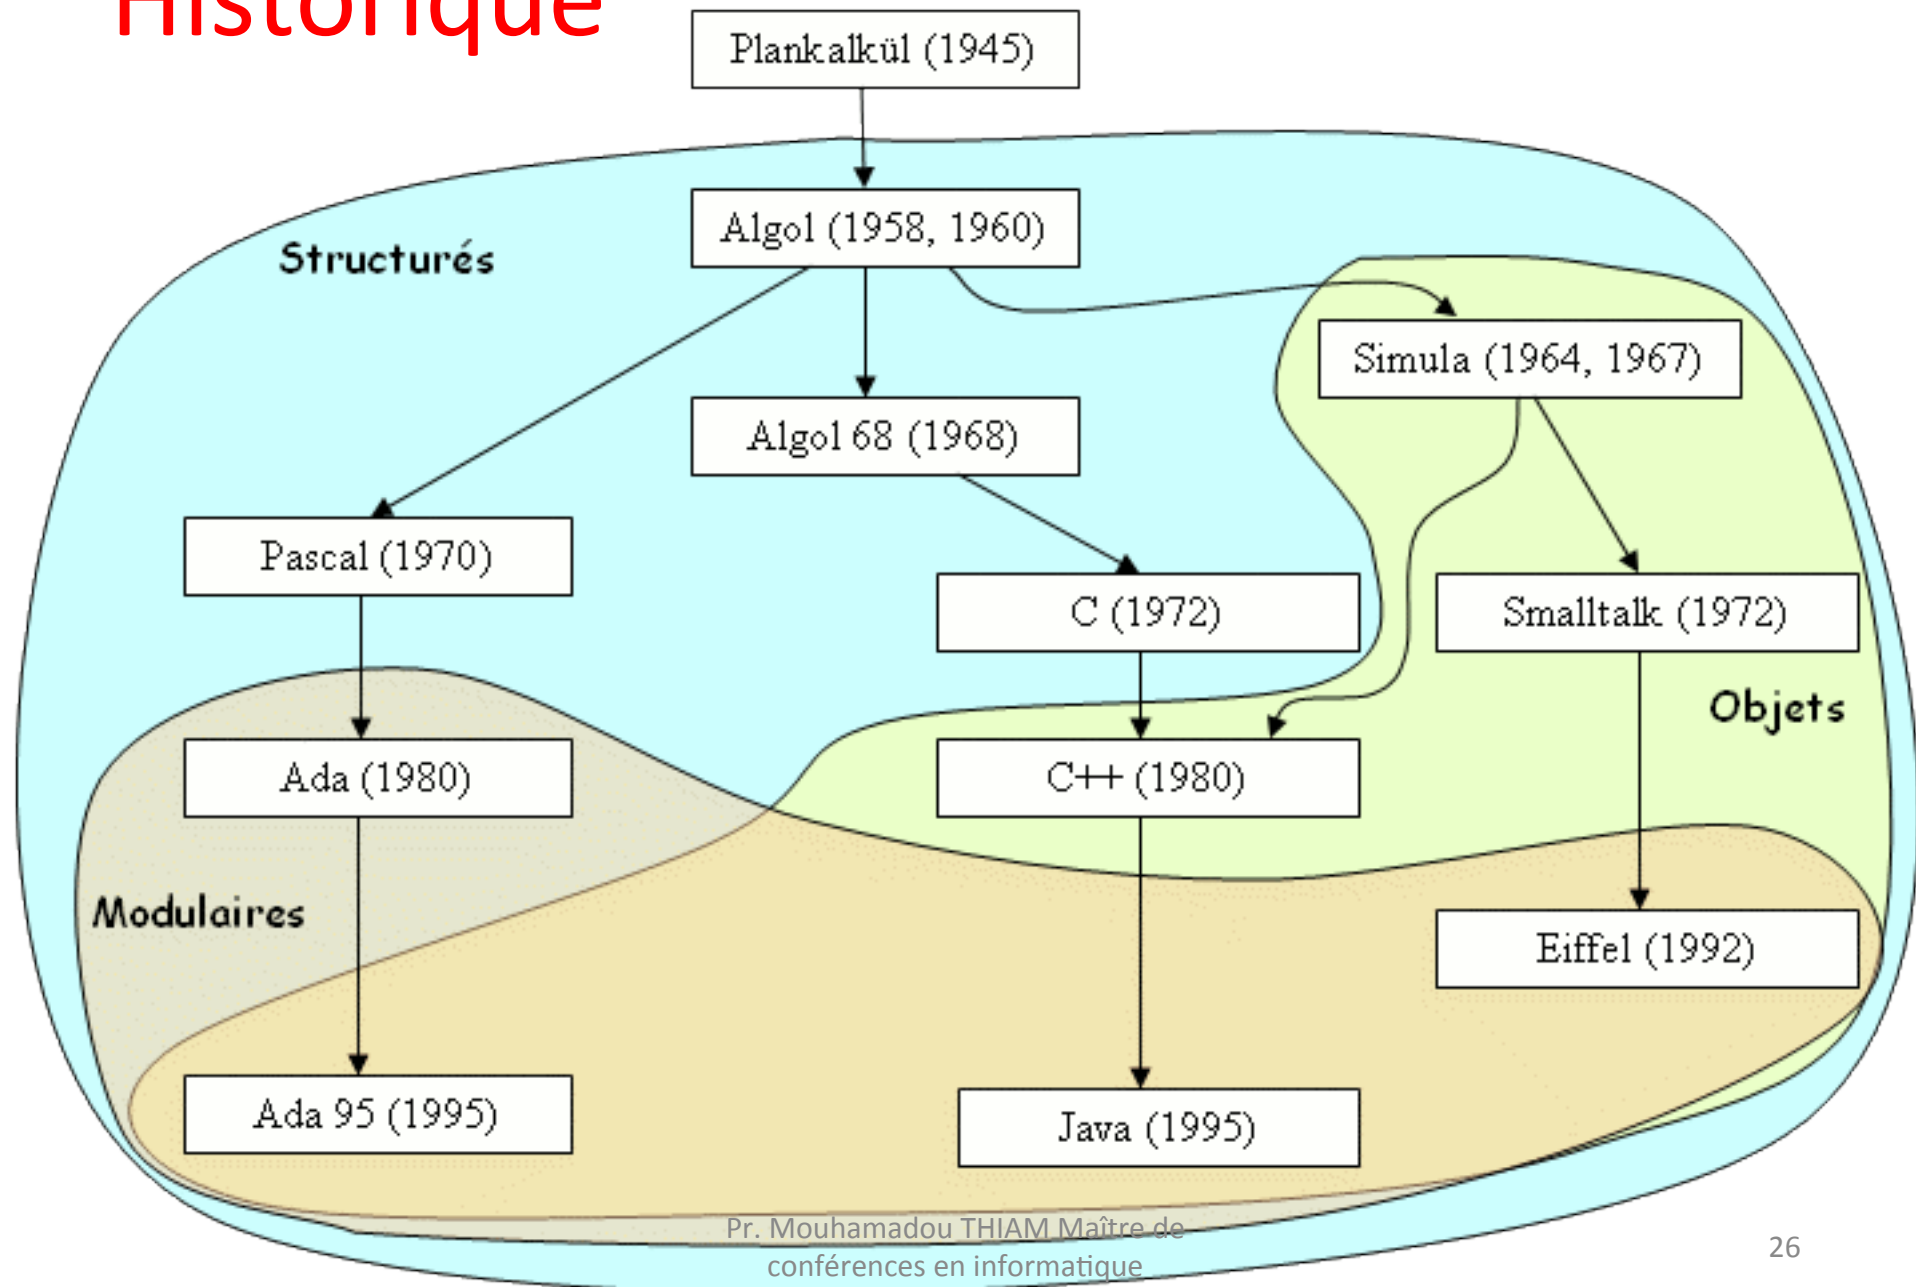 Historique
Plankalkül (1945)
Algol (1958, 1960)
Structurés
Simula (1964, 1967)
Algol 68 (1968)
Pascal (1970)
C (1972)
Smalltalk (1972)
Objets
Ada (1980)
C++ (1980)
Modulaires
Eiffel (1992)
Ada 95 (1995)
Java (1995)
Pr. Mouhamadou THIAM Maître de
conférences en informatique
26